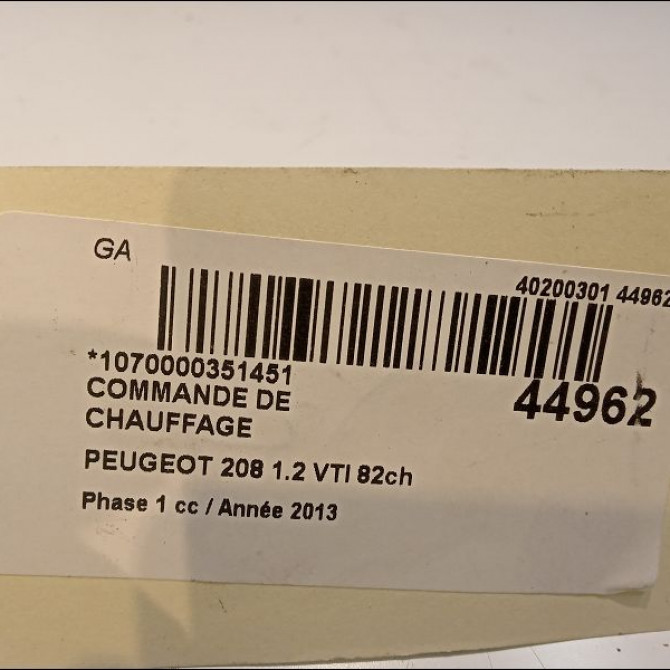 GA
40200301 44962
*1070000351451
COMMANDE DE
CHAUFFAGE
44962
PEUGEOT 208 1.2 VTI 82ch
Phase 1 cc / Année 2013